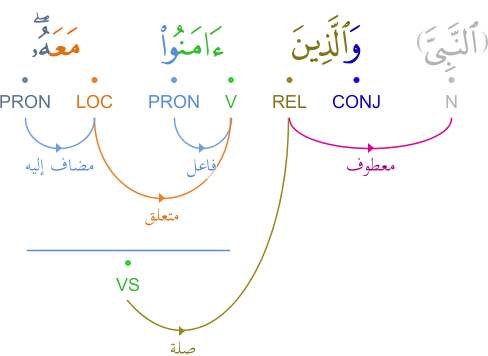 (ٱلنَّبِىَّ) وَٱلَّذِينَ ءَامَنُوا۟ مَعَهُۥۖ
PRON LOC PRON V REL CONJ N
مضاف إليه فاعل معطوف
متعلق
VS
صلة